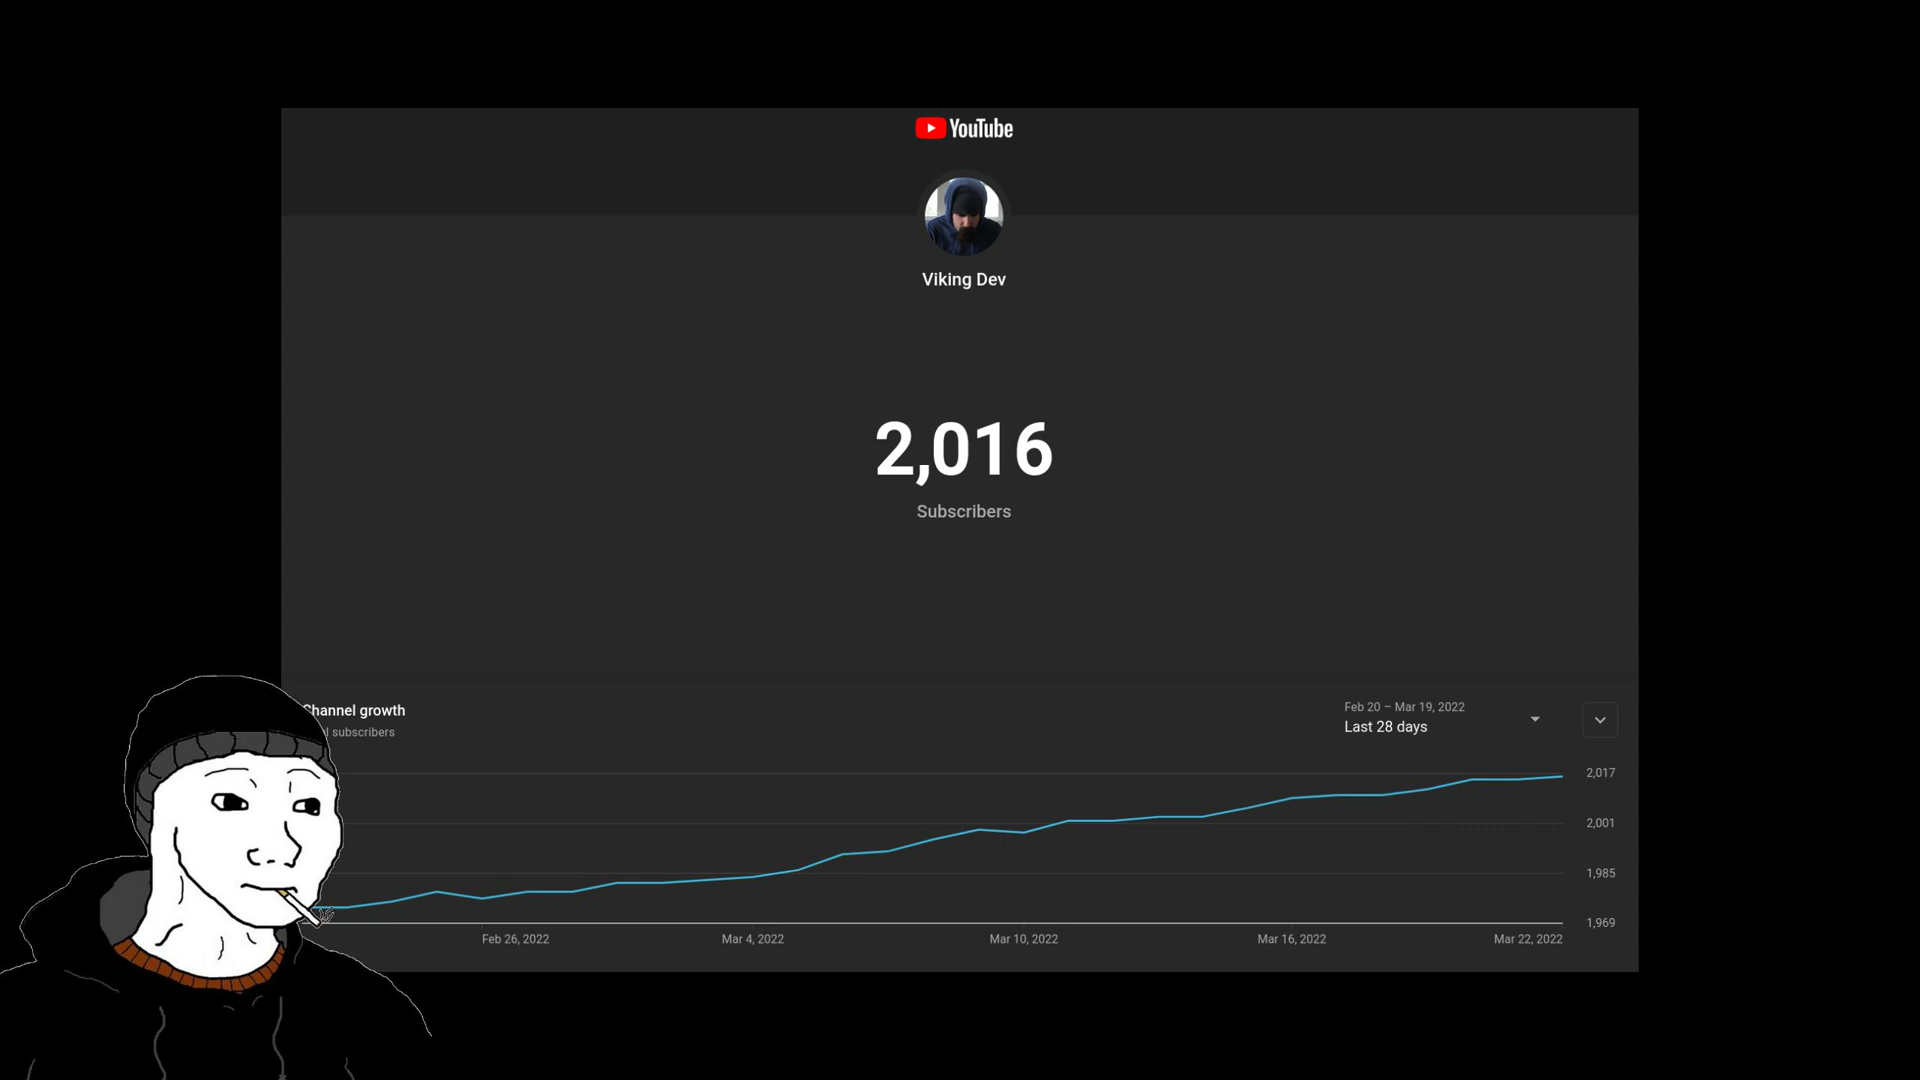 YouTube
Viking Dev
2,016
Subscribers
Channel growth
subscribers
Feb 20 – Mar 19, 2022
Last 28 days
2,017
2,001
1,985
1,969
Feb 26, 2022
Mar 4, 2022
Mar 10, 2022
Mar 16, 2022
Mar 22, 2022